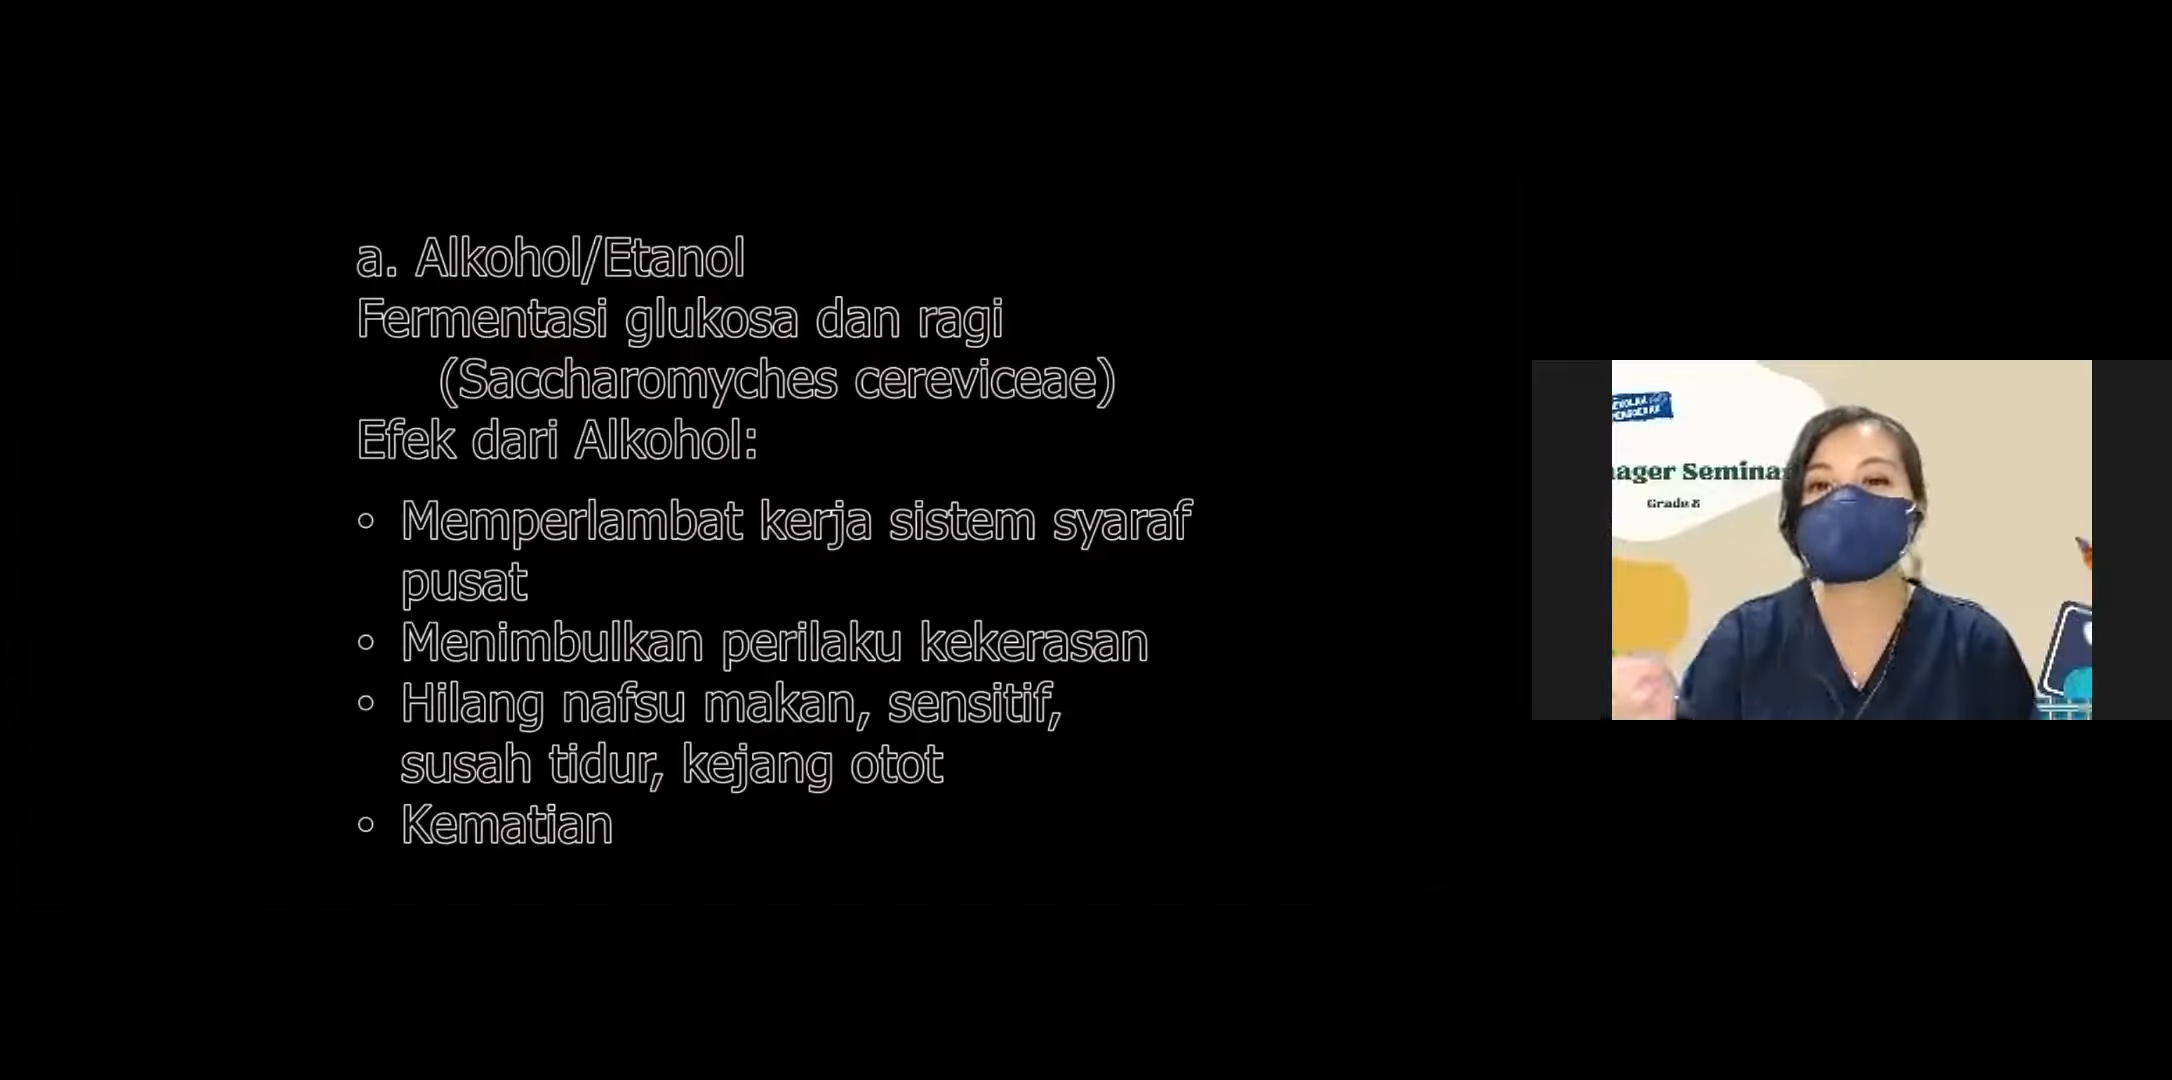 a. Alkohol/Etanol
Fermentasi glukosa dan ragi
(Saccharomyches cereviceae)
Efek dari Alkohol:
• Memperlambat kerja sistem syaraf
pusat
• Menimbulkan perilaku kekerasan
• Hilang nafsu makan, sensitif,
susah tidur, kejang otot
• Kematian
ager Seminar
Grade 8